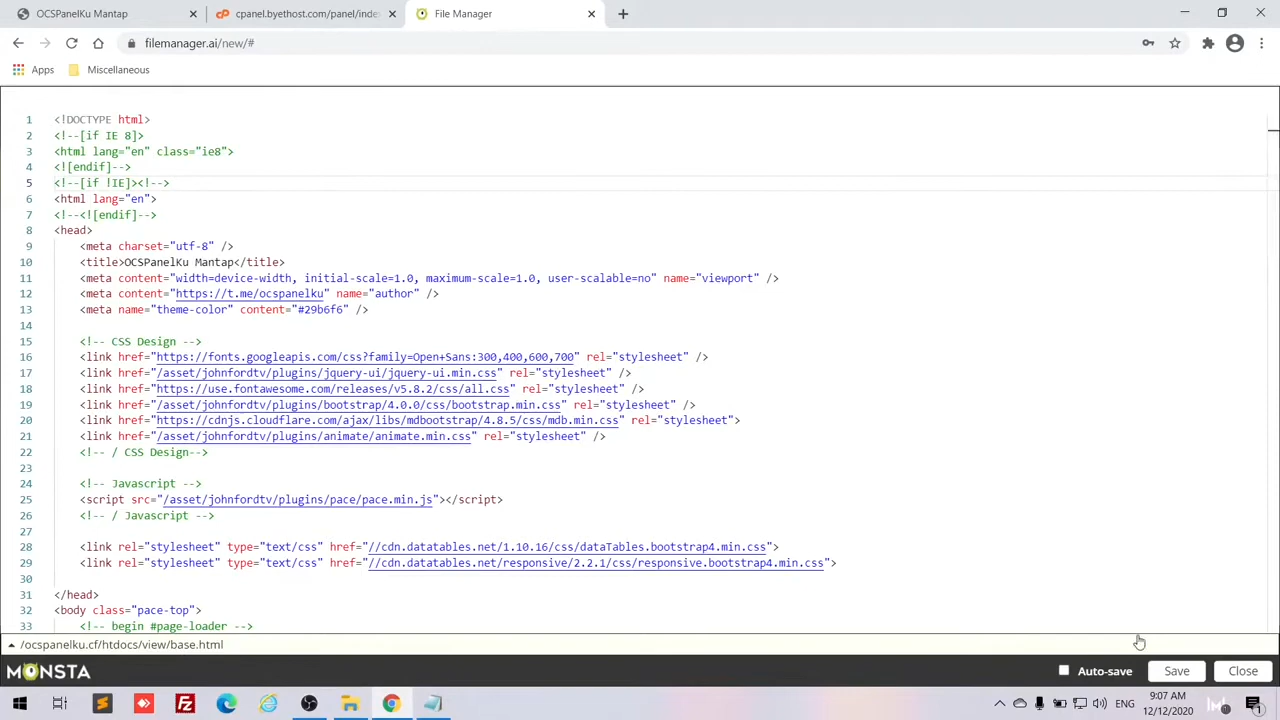 OCSPanelKu Mantap
cpanel.byethost.com/panel/inde
File Manager
filemanager.ai/new/#
Apps
Miscellaneous
1 <!DOCTYPE html>
2 <!--[if IE 8]>
3 <html lang="en" class="ie8">
4 <![endif]-->
5 <!--[if !IE]><!-->
6 <html lang="en">
7 <!--<![endif]-->
8 <head>
9 <meta charset="utf-8" />
10 <title>OCSPanelKu Mantap</title>
11 <meta content="width=device-width, initial-scale=1.0, maximum-scale=1.0, user-scalable=no" name="viewport" />
12 <meta content="https://t.me/ocspanelku" name="author" />
13 <meta name="theme-color" content="#29b6f6" />
14
15 <!-- CSS Design -->
16 <link href="https://fonts.googleapis.com/css?family=Open+Sans:300,400,600,700" rel="stylesheet" />
17 <link href="/asset/johnfordtv/plugins/jquery-ui/jquery-ui.min.css" rel="stylesheet" />
18 <link href="https://use.fontawesome.com/releases/v5.8.2/css/all.css" rel="stylesheet" />
19 <link href="/asset/johnfordtv/plugins/bootstrap/4.0.0/css/bootstrap.min.css" rel="stylesheet" />
20 <link href="https://cdnjs.cloudflare.com/ajax/libs/mdbootstrap/4.8.5/css/mdb.min.css" rel="stylesheet">
21 <link href="/asset/johnfordtv/plugins/animate/animate.min.css" rel="stylesheet" />
22 <!-- / CSS Design-->
23
24 <!-- Javascript -->
25 <script src="/asset/johnfordtv/plugins/pace/pace.min.js"></script>
26 <!-- / Javascript -->
27
28 <link rel="stylesheet" type="text/css" href="//cdn.datatables.net/1.10.16/css/dataTables.bootstrap4.min.css">
29 <link rel="stylesheet" type="text/css" href="//cdn.datatables.net/responsive/2.2.1/css/responsive.bootstrap4.min.css">
30
31 </head>
32 <body class="pace-top">
33 <!-- begin #page-loader -->
/ocspanelku.cf/htdocs/view/base.html
MONSTA
Auto-save
Save
Close
ENG
9:07 AM
12/12/2020